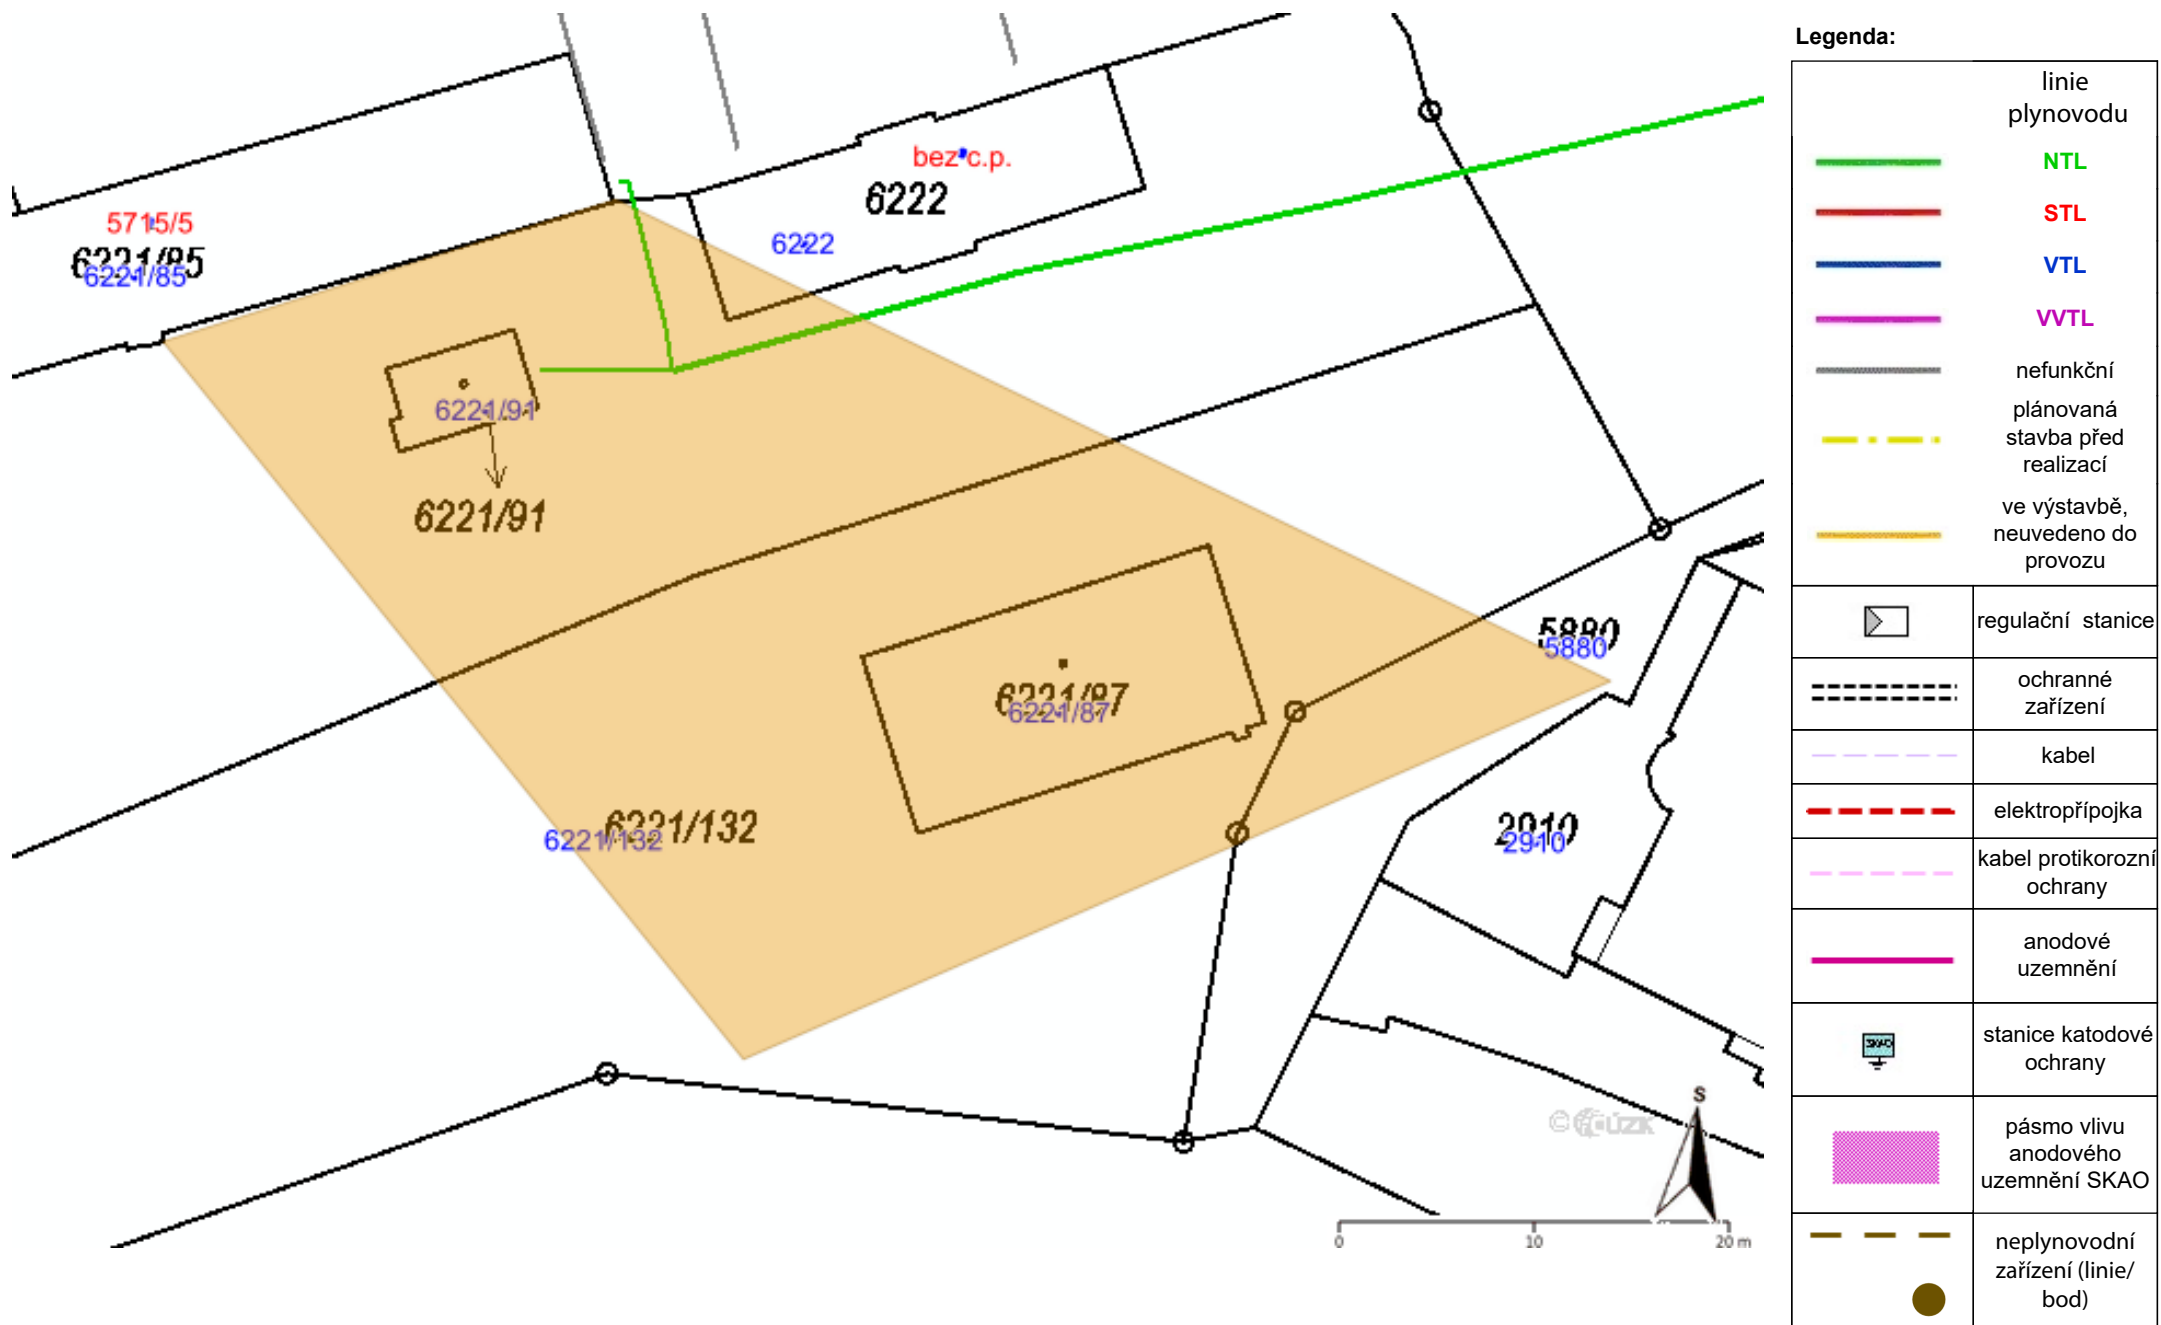 bez c.p.
6222
6222
5715/5
6221/85
6221/85
6221/91
6221/91
6221/87
6221/87
5880
5880
6221/132
6221/132
2910
2910
S
0 10 20 m
Legenda:
linie
plynovodu
NTL
STL
VTL
VVTL
nefunkční
plánovaná
stavba před
realizací
ve výstavbě,
neuvedeno do
provozu
regulační stanice
ochranné
zařízení
kabel
elektropřípojka
kabel protikorozní
ochrany
anodové
uzemnění
SKAO
stanice katodové
ochrany
pásmo vlivu
anodového
uzemnění SKAO
neplynovodní
zařízení (linie/
bod)